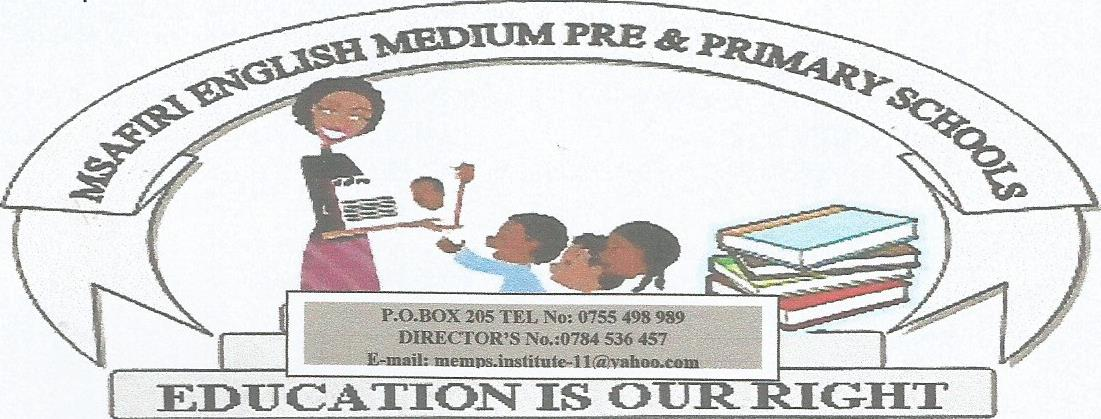 MSAFIRI ENGLISH MEDIUM PRE & PRIMARY SCHOOLS
P.O.BOX 205 TEL No: 0755 498 989
DIRECTOR'S No.:0784 536 457
E-mail: memps.institute-11@yahoo.com
EDUCATION IS OUR RIGHT